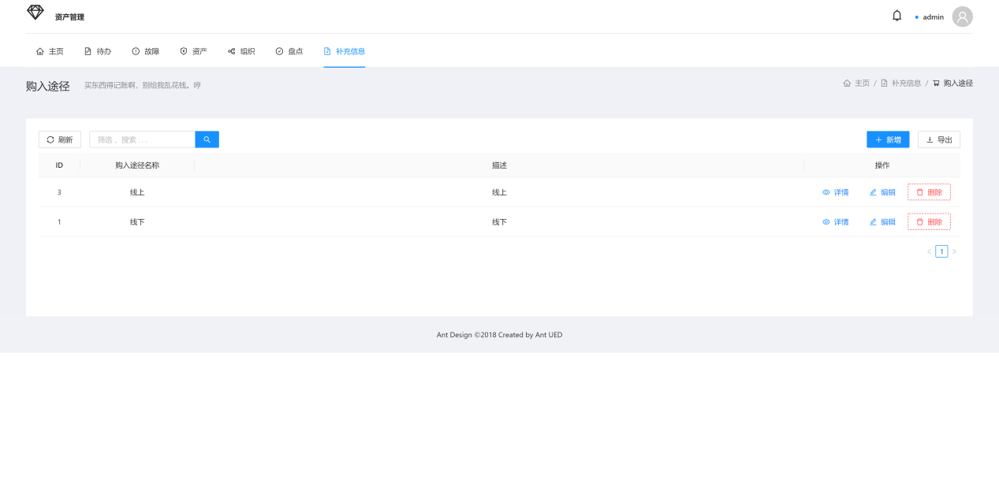 资产管理
admin
主页 待办 故障 资产 组织 盘点 补充信息
购入途径 买东西得记账啊，别给我乱花钱。哼
主页 / 补充信息 / 购入途径
刷新 筛选 、搜索 . . . 新增 导出
ID 购入途径名称 描述 操作
3 线上 线上 详情 编辑 删除
1 线下 线下 详情 编辑 删除
< 1 >
Ant Design ©2018 Created by Ant UED